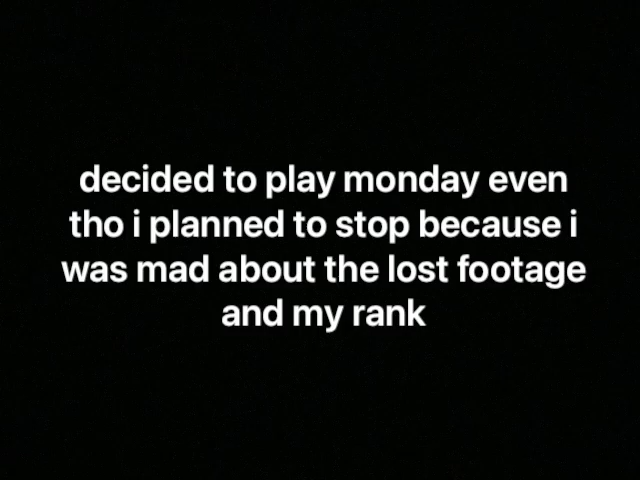 decided to play monday even
tho i planned to stop because i
was mad about the lost footage
and my rank